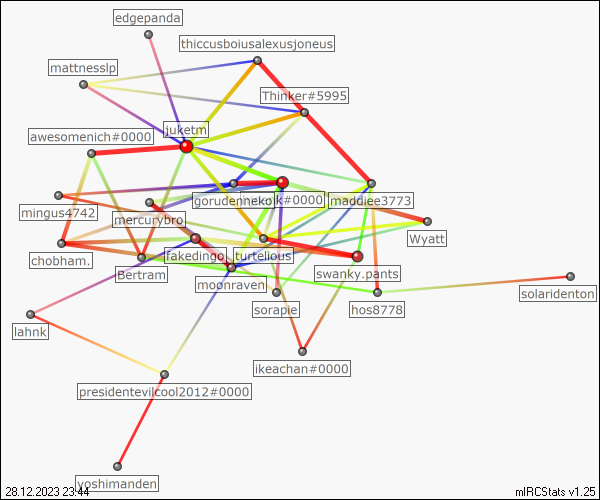 edgepanda
thiccusboiusalexusjoneus
mattnesslp
Thinker#5995
juketm
awesomenich#0000
gorudenneko
lk#0000
maddiee3773
mingus4742
mercurybro
Wyatt
chobham.
fakedingo
turtelious
Bertram
moonraven
swanky.pants
solaridenton
sorapie
hos8778
lahnk
ikeachan#0000
presidentevilcool2012#0000
yoshimanden
28.12.2023 23:44
mIRCStats v1.25